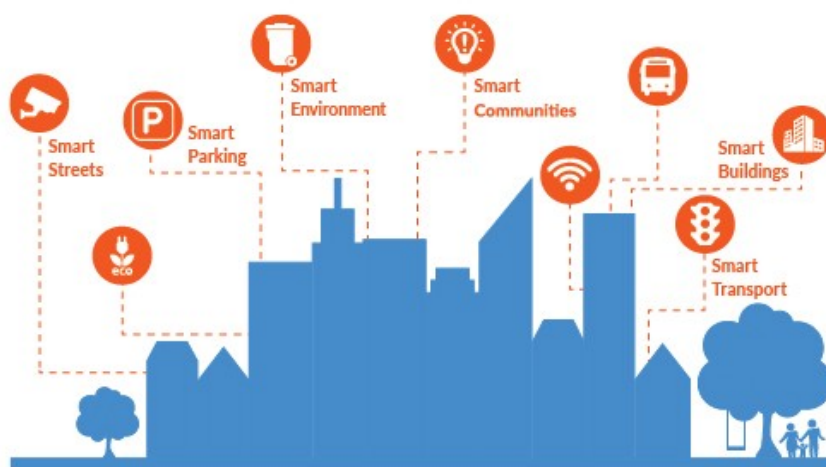 Smart
Streets
P
Smart
Parking
Smart
Environment
Smart
Communities
Smart
Buildings
eco
Smart
Transport